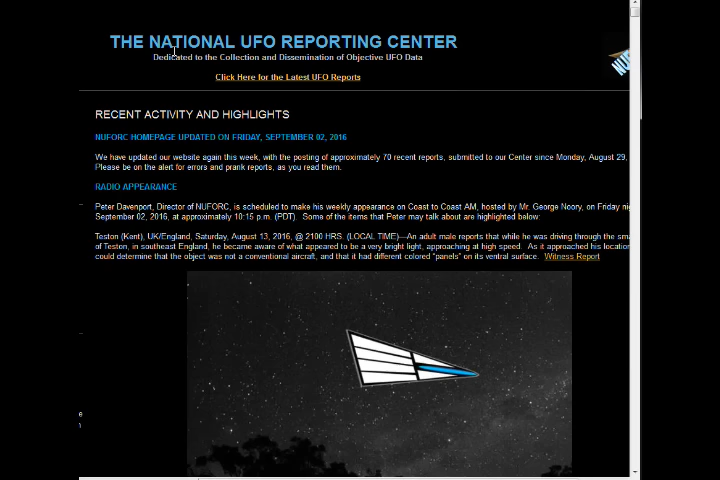 THE NATIONAL UFO REPORTING CENTER
Dedicated to the Collection and Dissemination of Objective UFO Data
Click Here for the Latest UFO Reports
RECENT ACTIVITY AND HIGHLIGHTS
NUFORC HOMEPAGE UPDATED ON FRIDAY, SEPTEMBER 02, 2016
We have updated our website again this week, with the posting of approximately 70 recent reports, submitted to our Center since Monday, August 29,
Please be on the alert for errors and prank reports, as you read them.
RADIO APPEARANCE
Peter Davenport, Director of NUFORC, is scheduled to make his weekly appearance on Coast to Coast AM, hosted by Mr. George Noory, on Friday
September 02, 2016, at approximately 10:15 p.m. (PDT). Some of the items that Peter may talk about are highlighted below:
Teston (Kent), UK/England, Saturday, August 13, 2016, @ 2100 HRS. (LOCAL TIME)—An adult male reports that while he was driving through the
of Teston, in southeast England, he became aware of what appeared to be a very bright light, approaching at high speed. As it approached his location
could determine that the object was not a conventional aircraft, and that it had different colored "panels" on its ventral surface. Witness Report